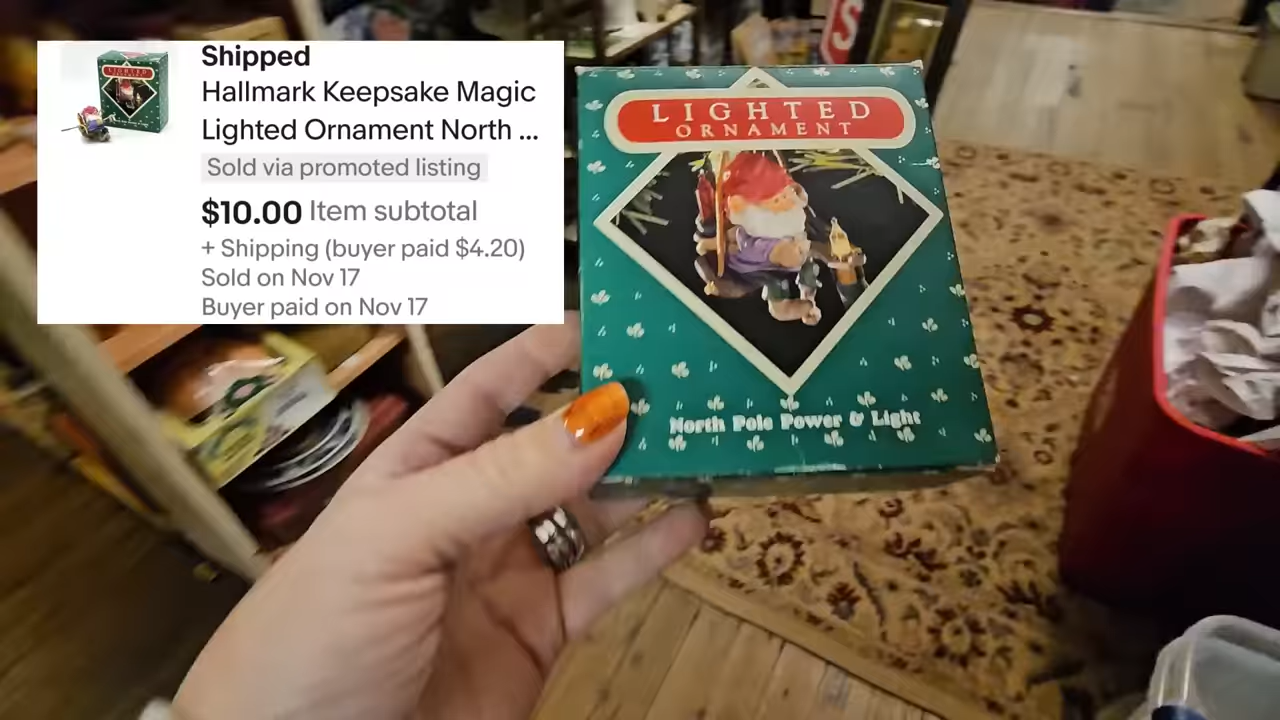 Shipped
Hallmark Keepsake Magic
Lighted Ornament North ...
Sold via promoted listing
$10.00 Item subtotal
+ Shipping (buyer paid $4.20)
Sold on Nov 17
Buyer paid on Nov 17
LIGHTED
ORNAMENT
North Pole Power & Light
S